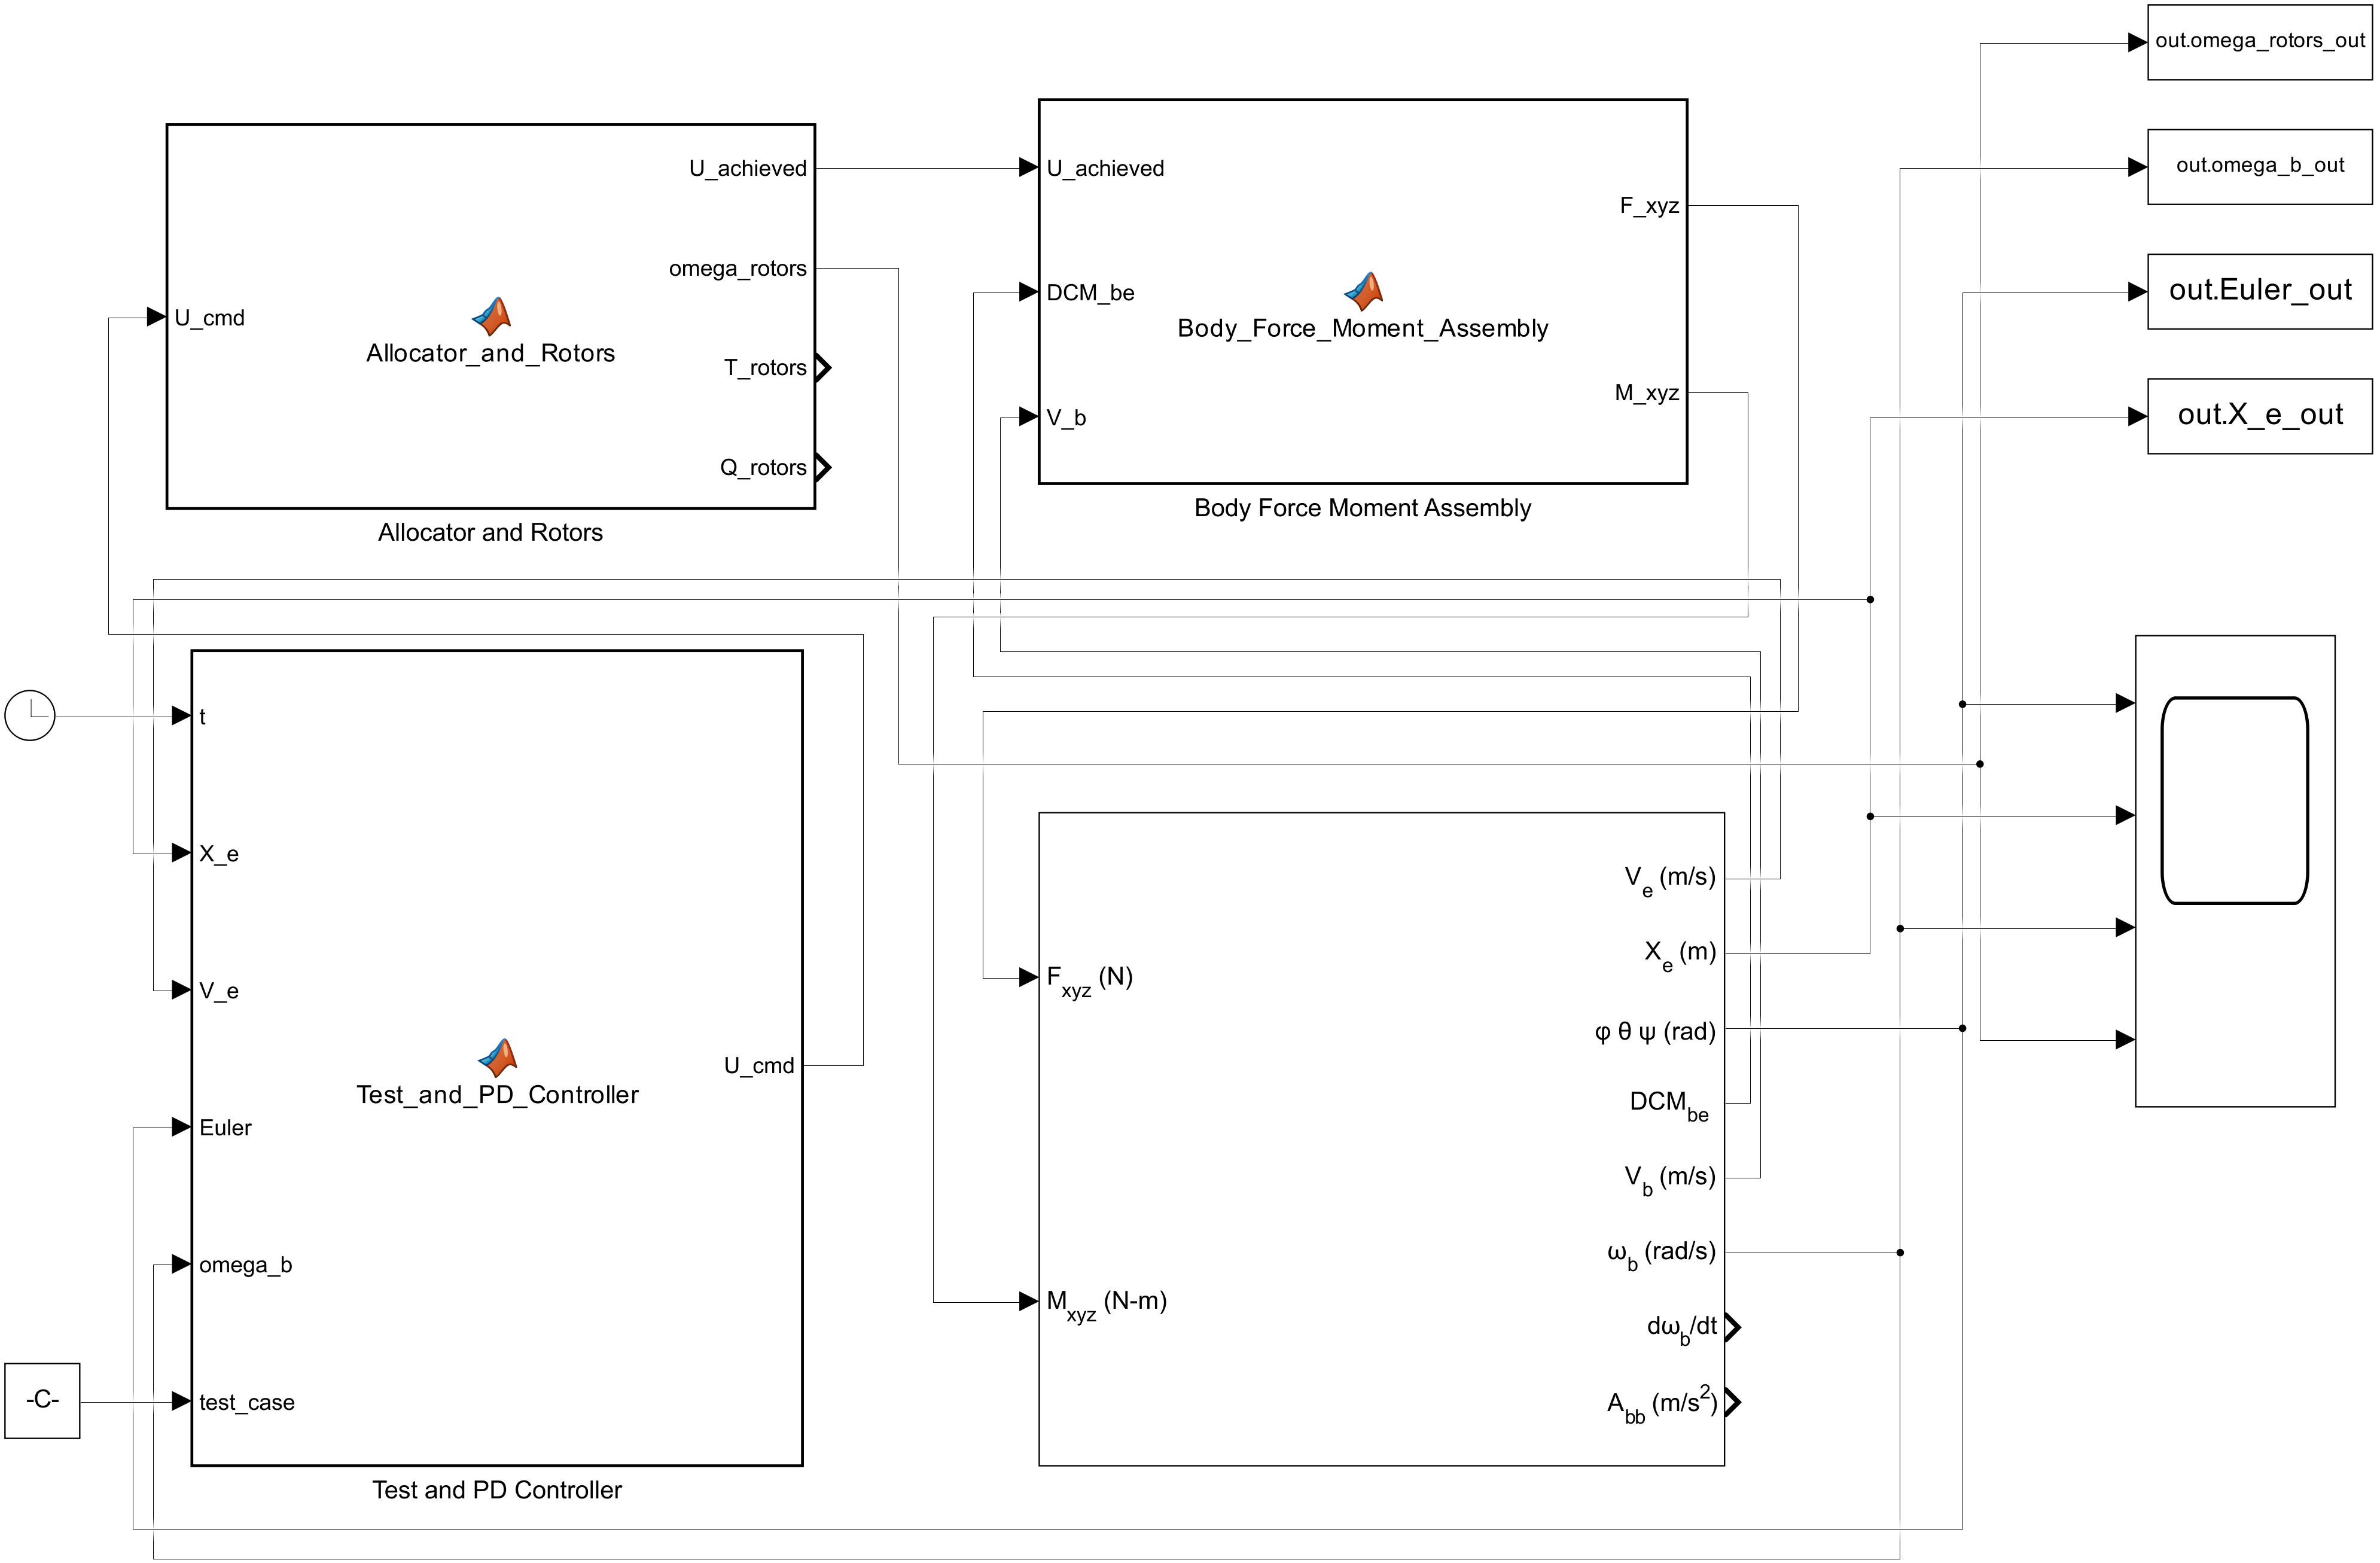 out.omega_rotors_out
out.omega_b_out
out.Euler_out
out.X_e_out
U_cmd
Allocator_and_Rotors
U_achieved
omega_rotors
T_rotors
Q_rotors
Allocator and Rotors
U_achieved
DCM_be
V_b
Body_Force_Moment_Assembly
F_xyz
M_xyz
Body Force Moment Assembly
t
X_e
V_e
Euler
omega_b
test_case
Test_and_PD_Controller
U_cmd
Test and PD Controller
-C-
Fxyz (N)
Mxyz (N-m)
Ve (m/s)
Xe (m)
φ θ ψ (rad)
DCMbe
Vb (m/s)
ωb (rad/s)
dωb/dt
Abb (m/s2)